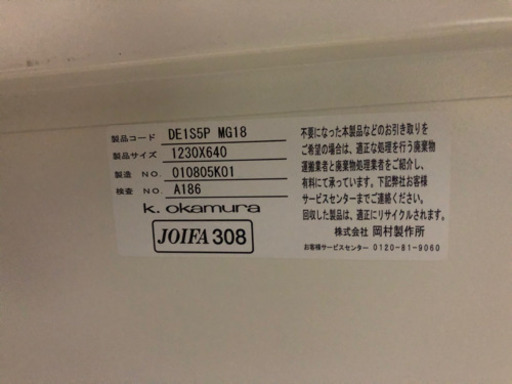 製品コード DE1S5P MG18
製品サイズ 1230X640
製造 NO. 010805K01
検査 NO. A186
k.okamura
JOIFA 308
不要になった本製品などのお引き取りを
ご希望の場合は、適正な処理を行う廃棄物
運搬業者と廃棄物処理業者をご紹介し、
有料にて承っています。下記弊社お客様
サービスセンターまでご連絡ください。
回収した製品は、適正にリサイクルされます。
株式会社 岡村製作所
お客様サービスセンター 0120-81-9060